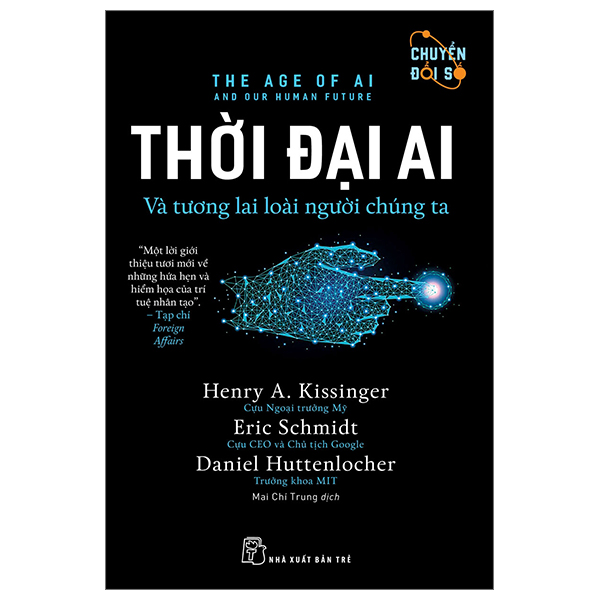 CHUYỂN
ĐỔI SỐ
THE AGE OF AI
AND OUR HUMAN FUTURE
THỜI ĐẠI AI
Và tương lai loài người chúng ta
“Một lời giới
thiệu tươi mới về
những hứa hẹn và
hiểm họa của trí
tuệ nhân tạo”.
– Tạp chí
Foreign
Affairs
Henry A. Kissinger
Cựu Ngoại trưởng Mỹ
Eric Schmidt
Cựu CEO và Chủ tịch Google
Daniel Huttenlocher
Trưởng khoa MIT
Mai Chí Trung dịch
NHÀ XUẤT BẢN TRẺ